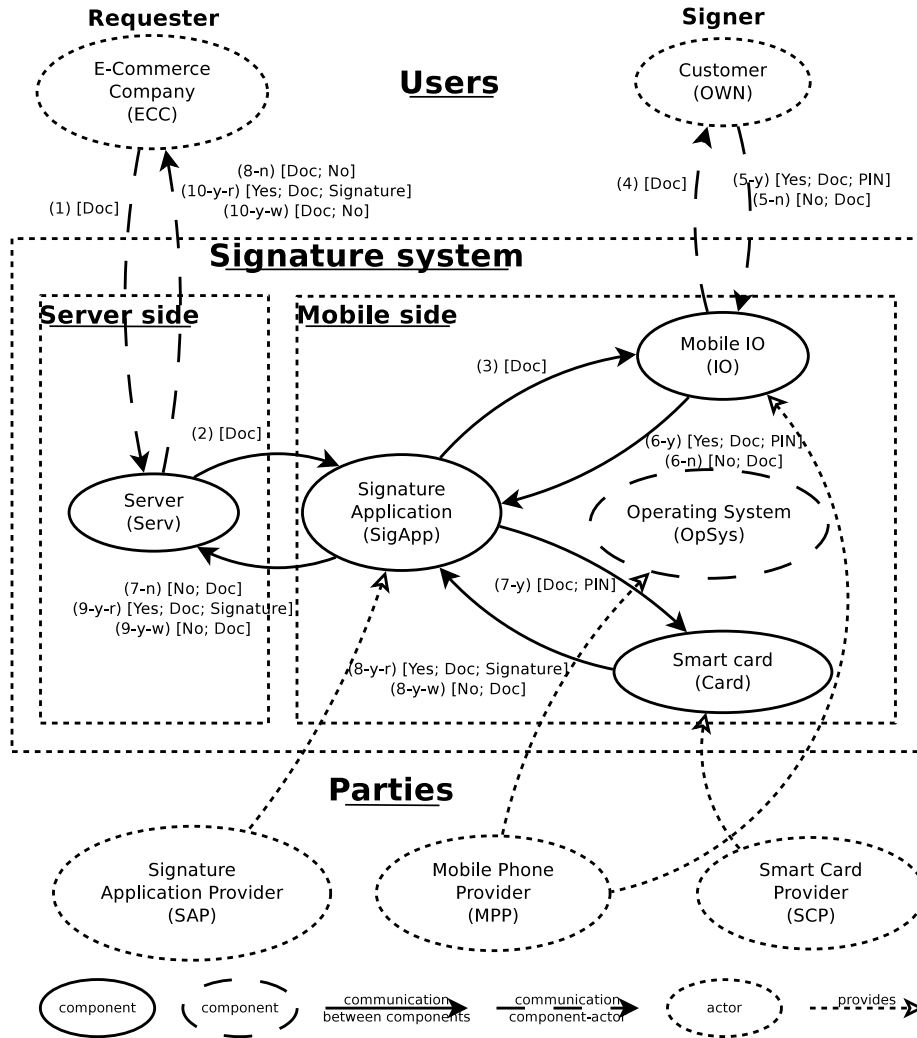 Requester
Signer
E-Commerce
Company
(ECC)
Users
Customer
(OWN)
(8-n) [Doc; No]
(10-y-r) [Yes; Doc; Signature]
(10-y-w) [Doc; No]
(1) [Doc]
(4) [Doc]
(5-y) [Yes; Doc; PIN]
(5-n) [No; Doc]
Signature system
Server side
Mobile side
Mobile IO
(IO)
(3) [Doc]
(2) [Doc]
(6-y) [Yes; Doc; PIN]
(6-n) [No; Doc]
Server
(Serv)
Signature
Application
(SigApp)
Operating System
(OpSys)
(7-n) [No; Doc]
(9-y-r) [Yes; Doc; Signature]
(9-y-w) [No; Doc]
(7-y) [Doc; PIN]
(8-y-r) [Yes; Doc; Signature]
(8-y-w) [No; Doc]
Smart card
(Card)
Parties
Signature
Application Provider
(SAP)
Mobile Phone
Provider
(MPP)
Smart Card
Provider
(SCP)
component
component
communication
between components
communication
component-actor
actor
provides